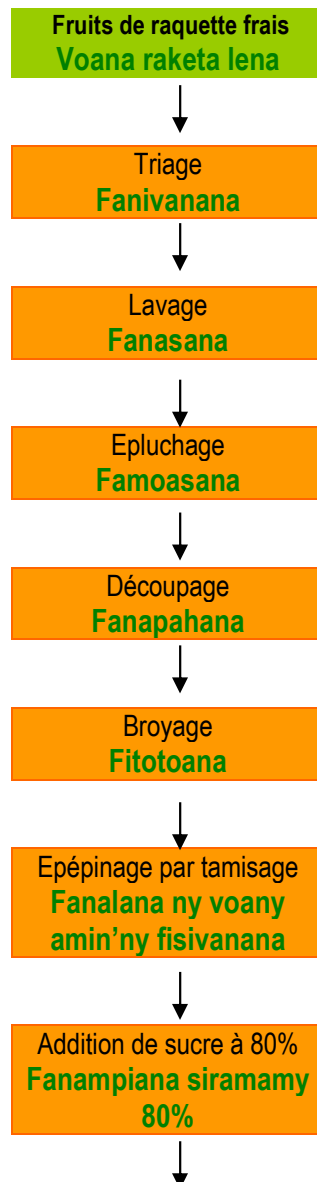 Fruits de raquette frais
Voana raketa lena
Triage
Fanivanana
Lavage
Fanasana
Epluchage
Famoasana
Découpage
Fanapahana
Broyage
Fitotoana
Epépinage par tamisage
Fanalana ny voany
amin’ny fisivanana
Addition de sucre à 80%
Fanampiana siramamy
80%